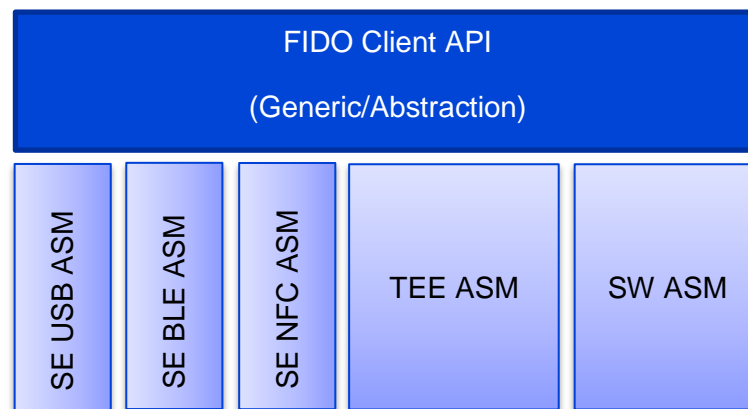 FIDO Client API
(Generic/Abstraction)
SE USB ASM
SE BLE ASM
SE NFC ASM
TEE ASM
SW ASM